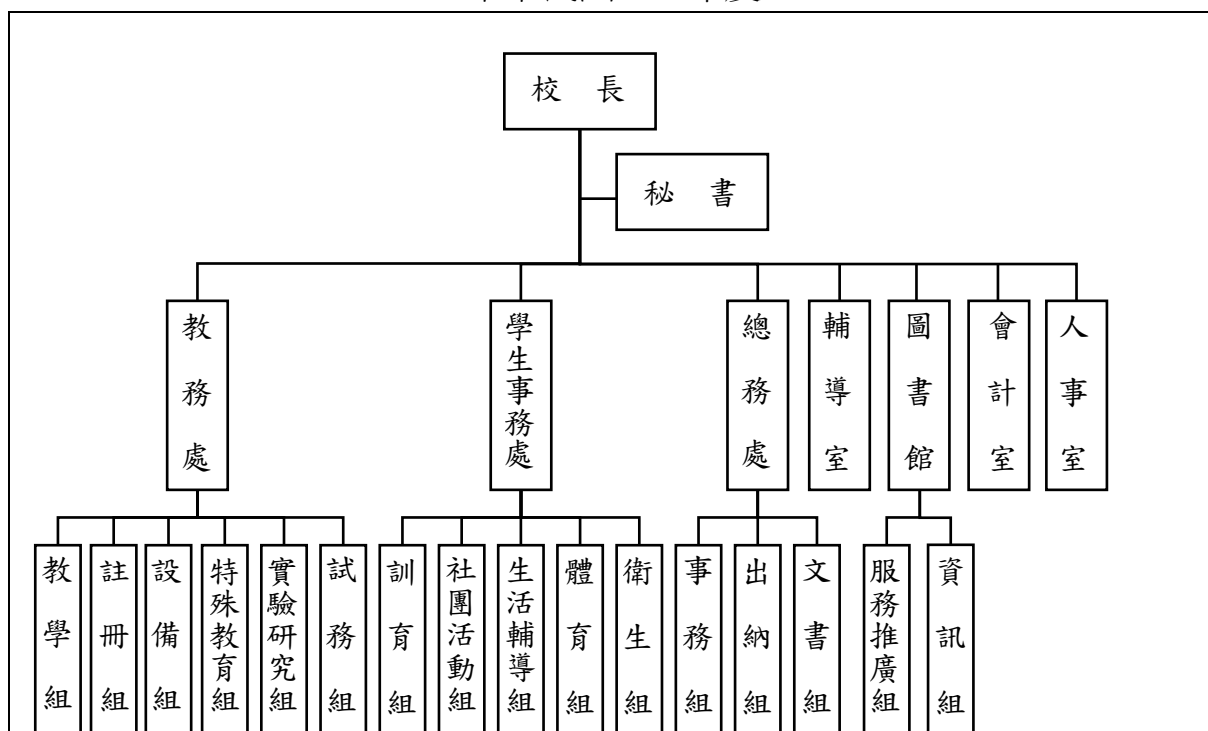 校 長
秘 書
教務處
學生事務處
總務處
輔導室
圖書館
會計室
人事室
教學組
註冊組
設備組
特殊教育組
實驗研究組
試務組
訓育組
社團活動組
生活輔導組
體育組
衛生組
事務組
出納組
文書組
服務推廣組
資訊組